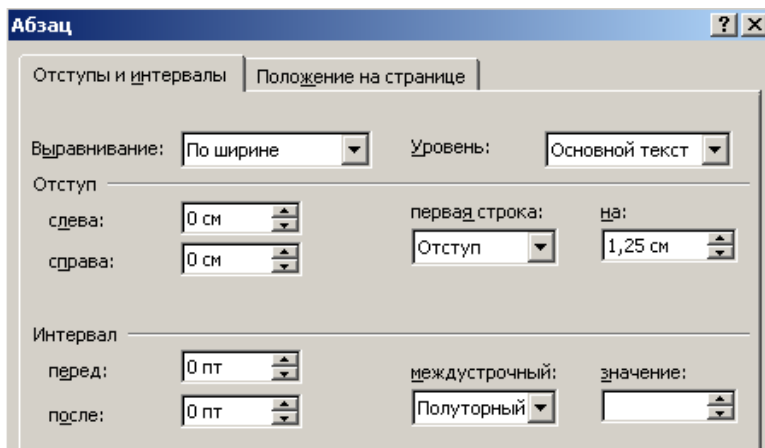 Абзац
Отступы и интервалы Положение на странице
Выравнивание: По ширине Уровень: Основной текст
Отступ
слева: 0 см первая строка: на:
справа: 0 см Отступ 1,25 см
Интервал
перед: 0 пт междустрочный: значение:
после: 0 пт Полуторный